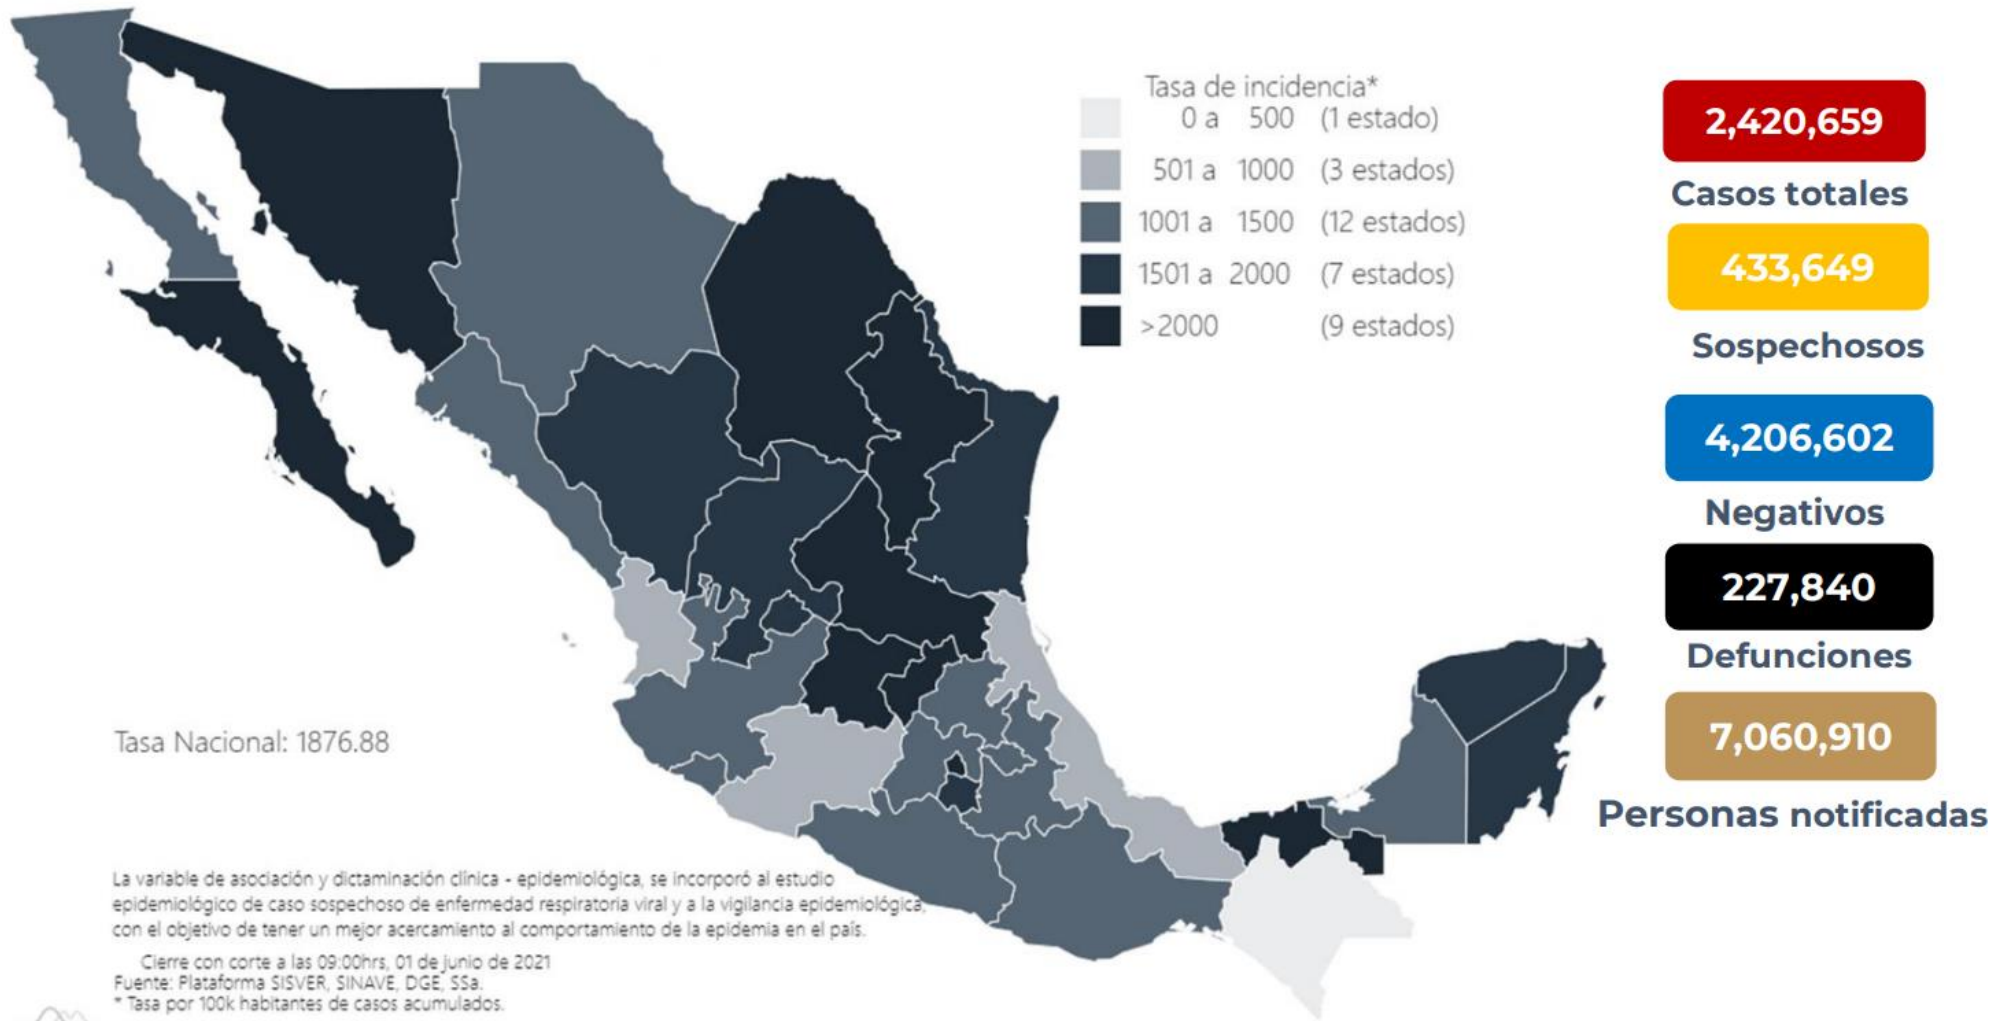 Tasa de incidencia*
0 a 500 (1 estado)
501 a 1000 (3 estados)
1001 a 1500 (12 estados)
1501 a 2000 (7 estados)
>2000 (9 estados)
2,420,659
Casos totales
433,649
Sospechosos
4,206,602
Negativos
227,840
Defunciones
7,060,910
Personas notificadas
Tasa Nacional: 1876.88
La variable de asociación y dictaminación clínica - epidemiológica, se incorporó al estudio
epidemiológico de caso sospechoso de enfermedad respiratoria viral y a la vigilancia epidemiológica,
con el objetivo de tener un mejor acercamiento al comportamiento de la epidemia en el país.
Cierre con corte a las 09:00hrs, 01 de junio de 2021
Fuente: Plataforma SISVER, SINAVE, DGE, SSa.
* Tasa por 100k habitantes de casos acumulados.